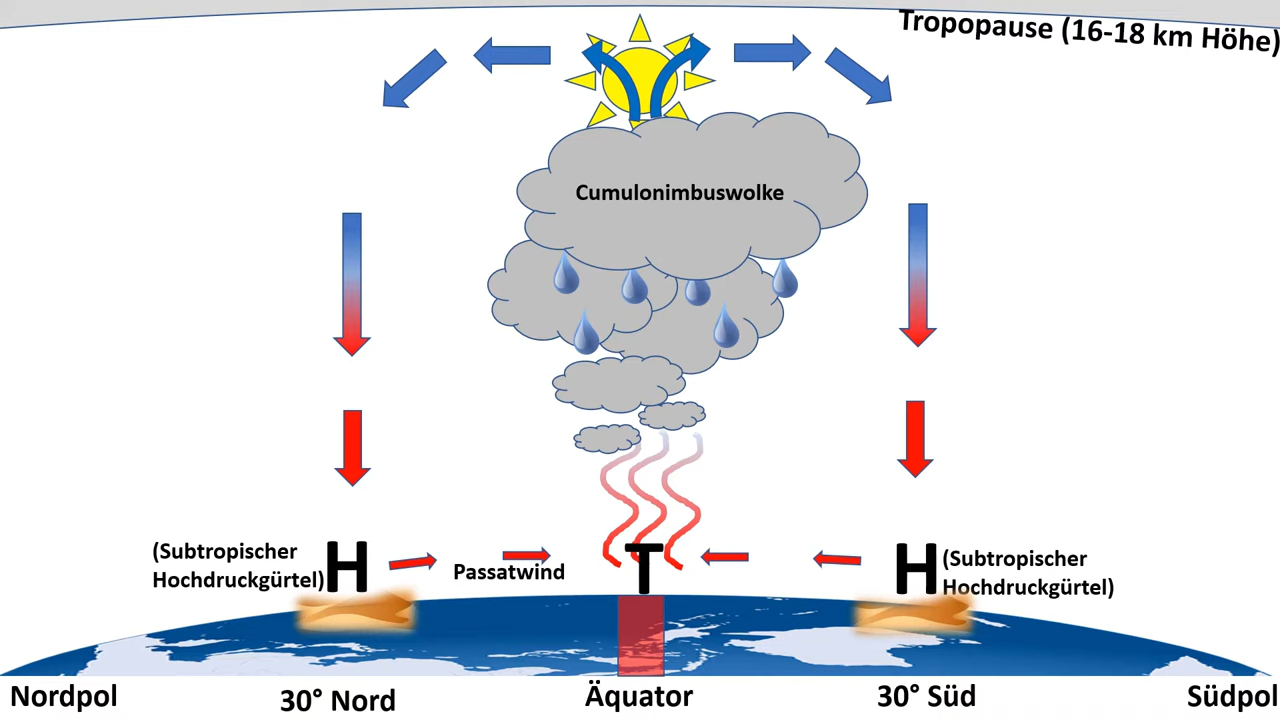 Tropopause (16-18 km Höhe)
Cumulonimbuswolke
(Subtropischer
Hochdruckgürtel)
H
Passatwind
T
H
(Subtropischer
Hochdruckgürtel)
Nordpol
30° Nord
Äquator
30° Süd
Südpol